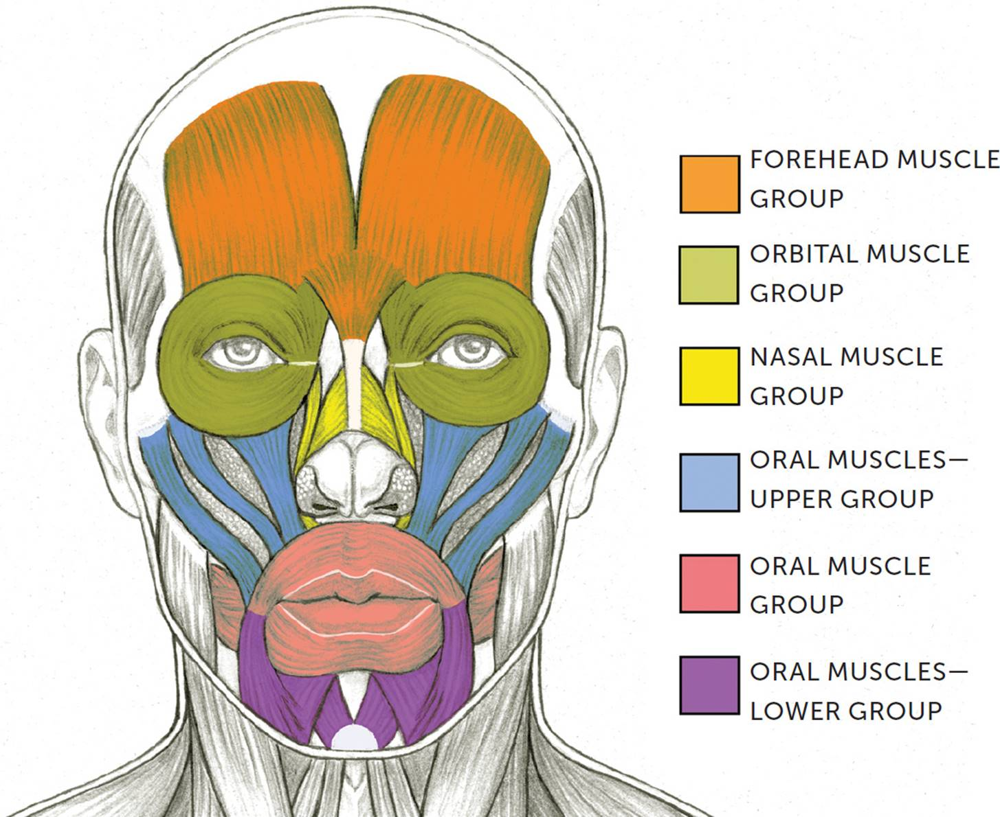 FOREHEAD MUSCLE
GROUP
ORBITAL MUSCLE
GROUP
NASAL MUSCLE
GROUP
ORAL MUSCLES—
UPPER GROUP
ORAL MUSCLE
GROUP
ORAL MUSCLES—
LOWER GROUP